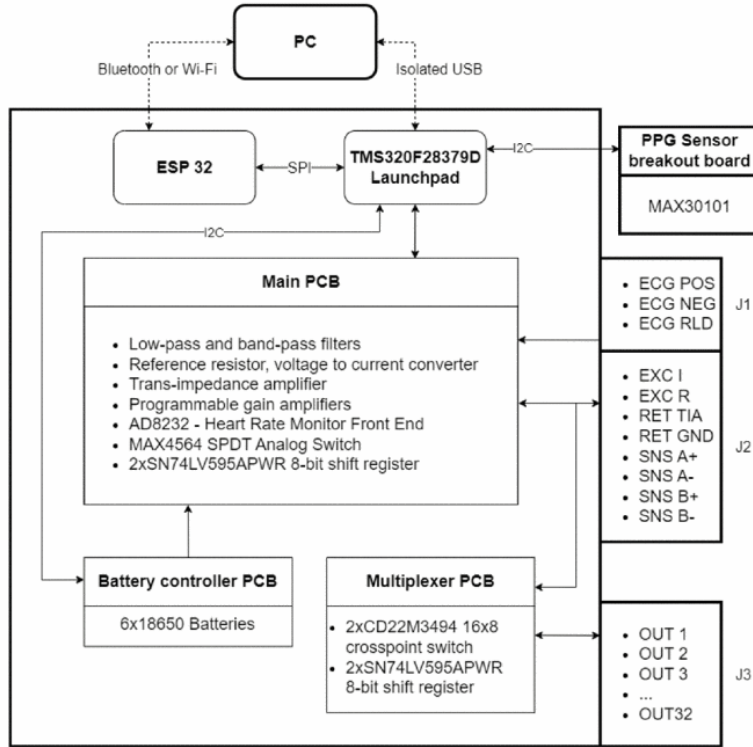 PC
Bluetooth or Wi-Fi
Isolated USB
ESP 32
SPI
TMS320F28379D
Launchpad
I2C
PPG Sensor
breakout board
MAX30101
I2C
Main PCB
• Low-pass and band-pass filters
• Reference resistor, voltage to current converter
• Trans-impedance amplifier
• Programmable gain amplifiers
• AD8232 - Heart Rate Monitor Front End
• MAX4564 SPDT Analog Switch
• 2xSN74LV595APWR 8-bit shift register
• ECG POS
• ECG NEG
• ECG RLD
J1
• EXC I
• EXC R
• RET TIA
• RET GND
• SNS A+
• SNS A-
• SNS B+
• SNS B-
J2
Battery controller PCB
6x18650 Batteries
Multiplexer PCB
• 2xCD22M3494 16x8
crosspoint switch
• 2xSN74LV595APWR
8-bit shift register
• OUT 1
• OUT 2
• OUT 3
• ...
• OUT32
J3